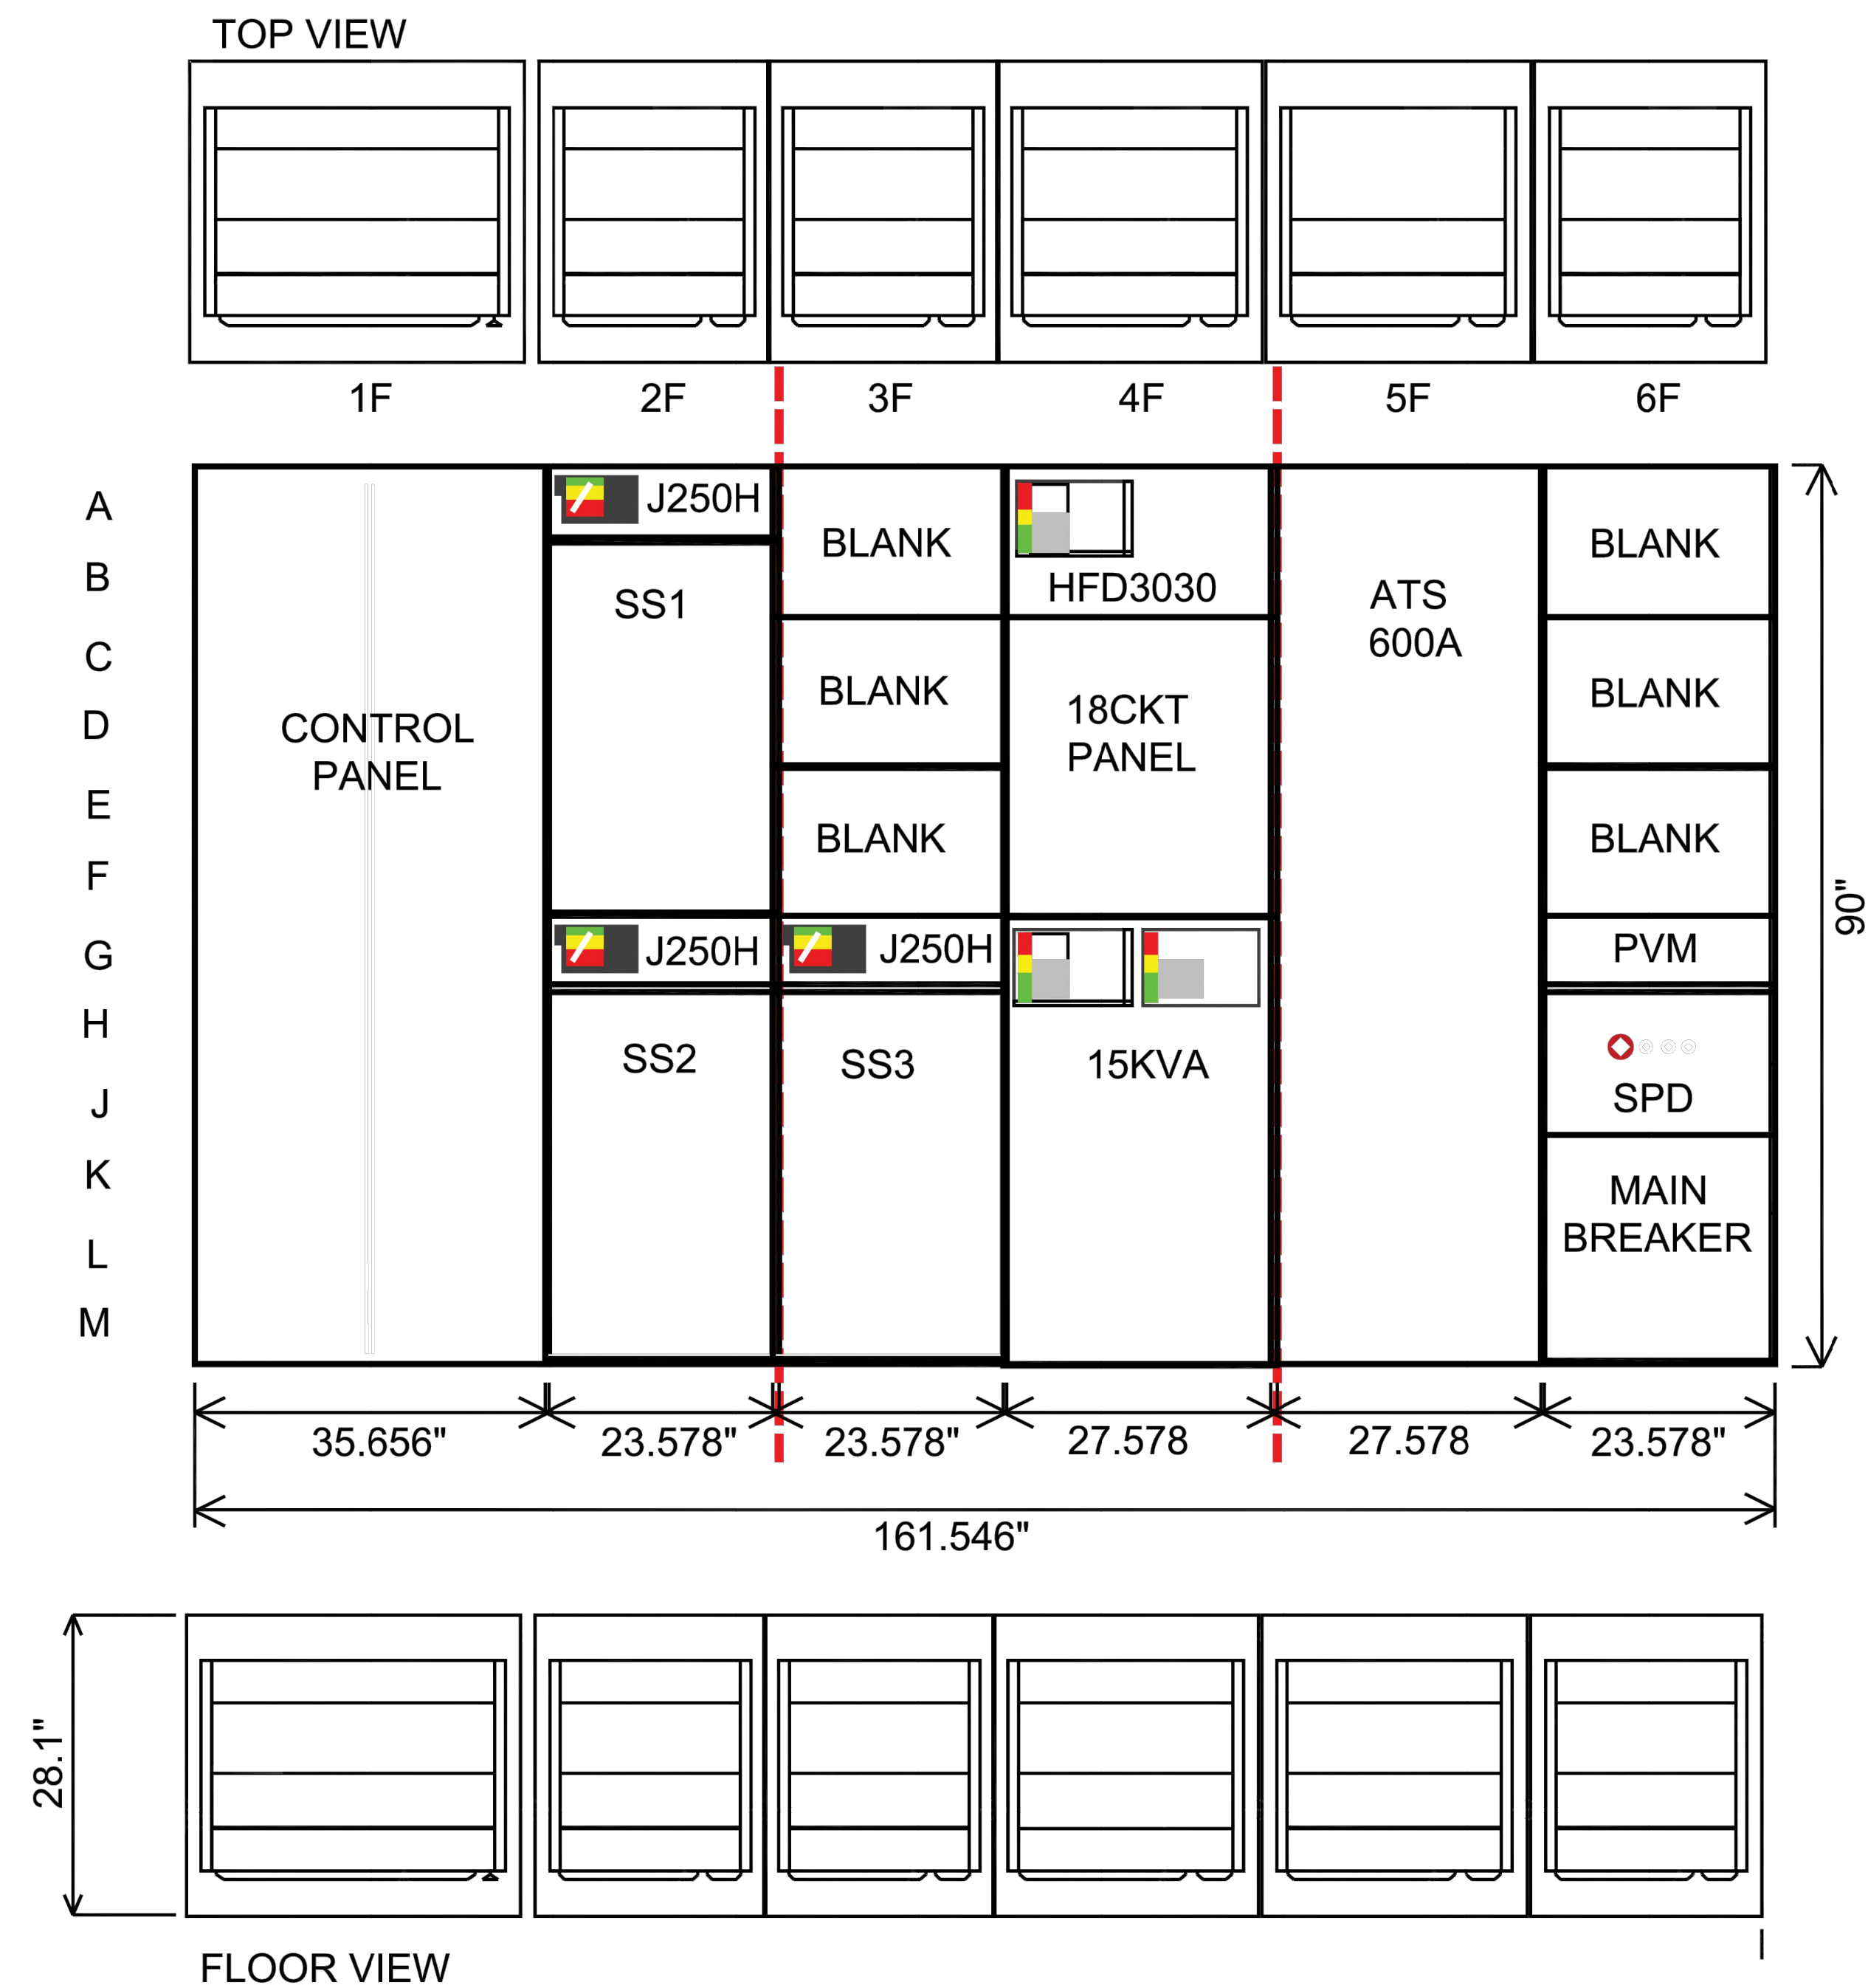 TOP VIEW
1F 2F 3F 4F 5F 6F
A
B
C
D
E
F
G
H
J
K
L
M
CONTROL
PANEL
J250H
SS1
J250H
SS2
BLANK
BLANK
BLANK
J250H
SS3
HFD3030
18CKT
PANEL
15KVA
ATS
600A
BLANK
BLANK
BLANK
PVM
SPD
MAIN
BREAKER
90"
35.656" 23.578" 23.578" 27.578 27.578 23.578"
161.546"
28.1"
FLOOR VIEW